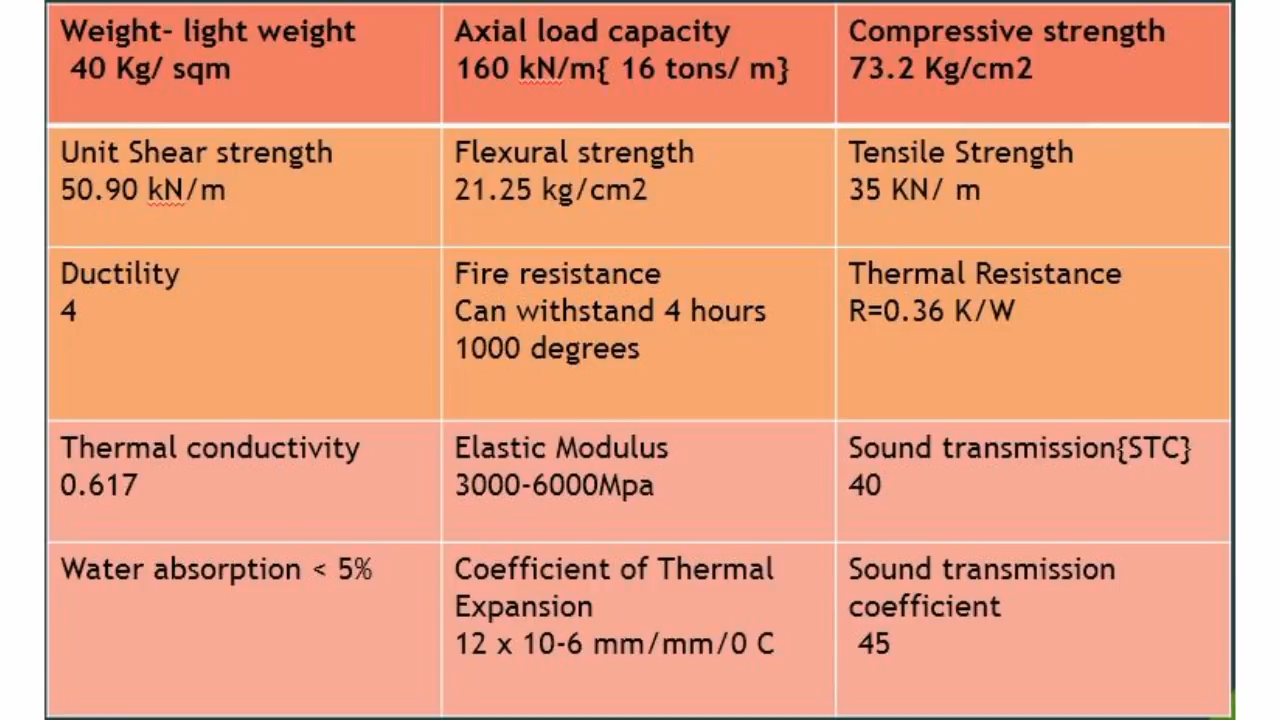 Weight- light weight
40 Kg/ sqm
Axial load capacity
160 kN/m{ 16 tons/ m}
Compressive strength
73.2 Kg/cm2
Unit Shear strength
50.90 kN/m
Flexural strength
21.25 kg/cm2
Tensile Strength
35 KN/ m
Ductility
4
Fire resistance
Can withstand 4 hours
1000 degrees
Thermal Resistance
R=0.36 K/W
Thermal conductivity
0.617
Elastic Modulus
3000-6000Mpa
Sound transmission{STC}
40
Water absorption < 5%
Coefficient of Thermal
Expansion
12 x 10-6 mm/mm/0 C
Sound transmission
coefficient
45